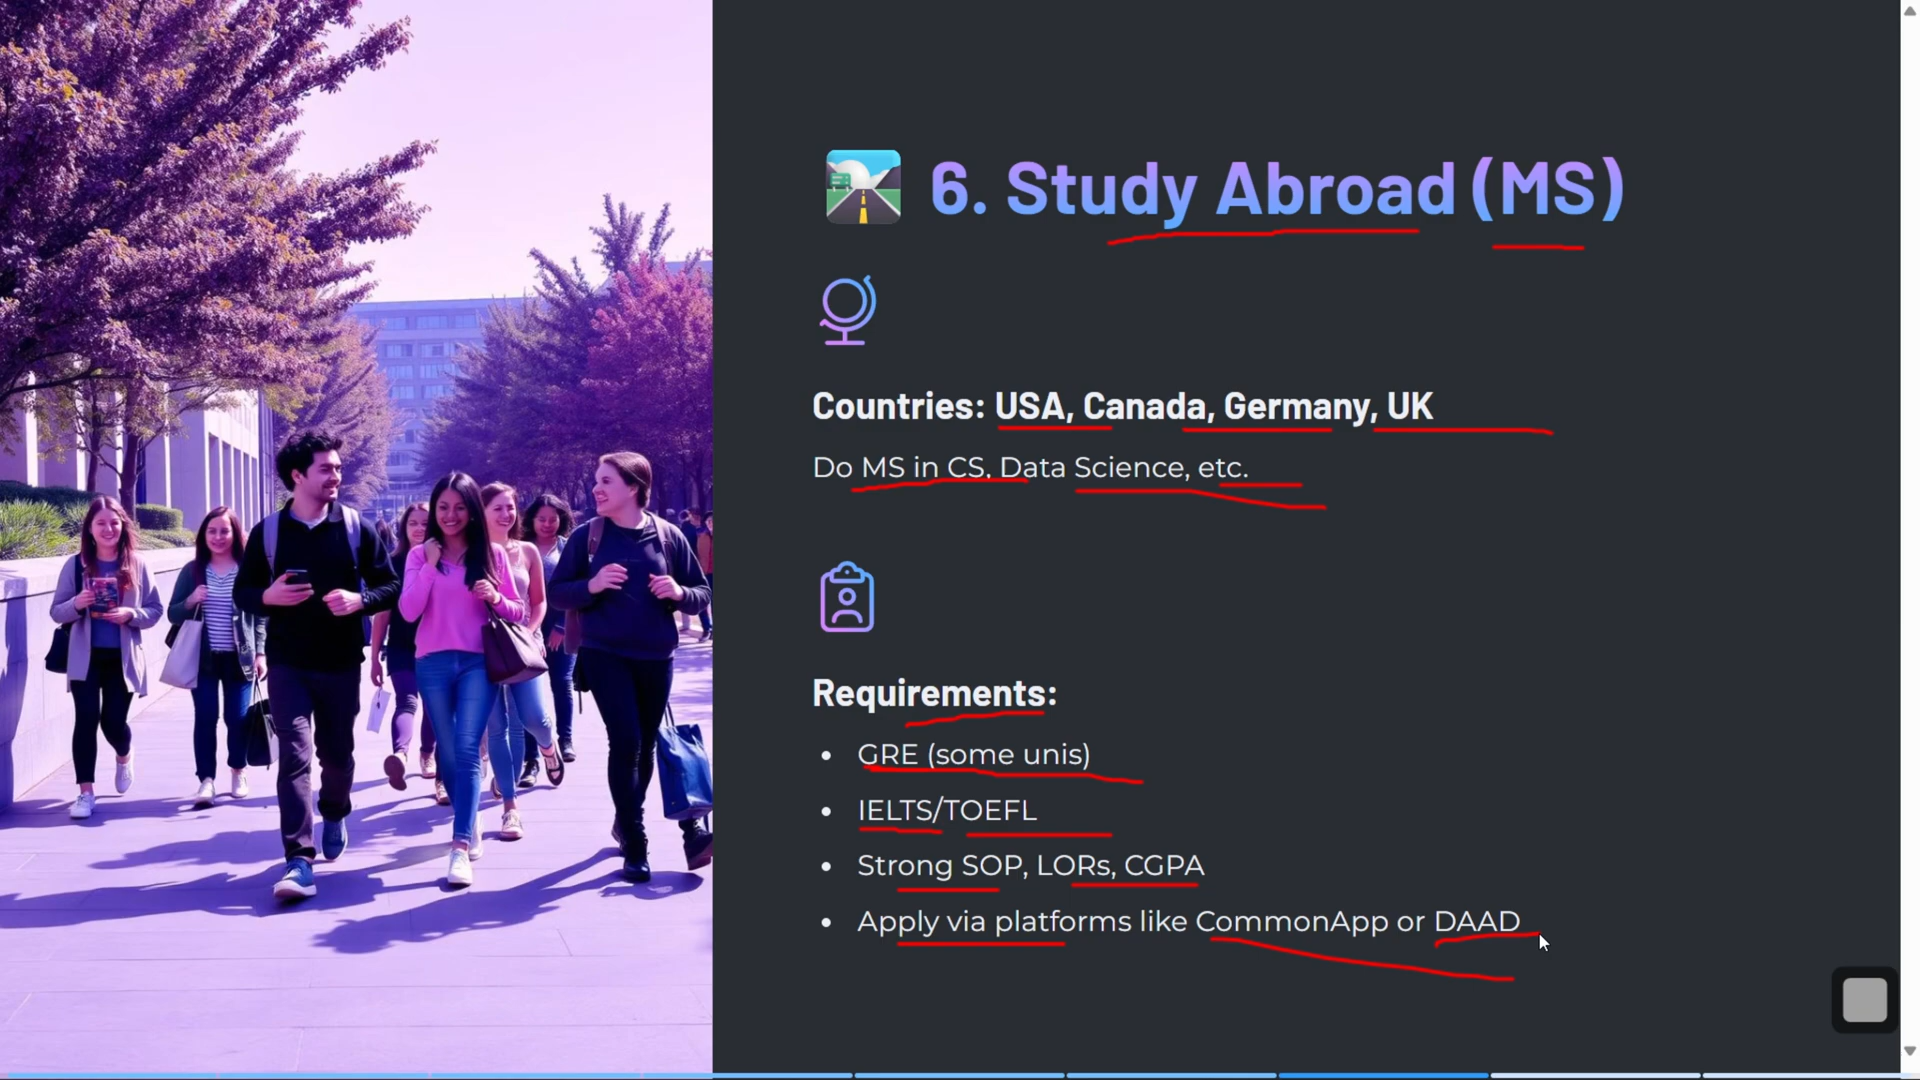 6. Study Abroad (MS)
Countries: USA, Canada, Germany, UK
Do MS in CS, Data Science, etc.
Requirements:
• GRE (some unis)
• IELTS/TOEFL
• Strong SOP, LORs, CGPA
• Apply via platforms like CommonApp or DAAD